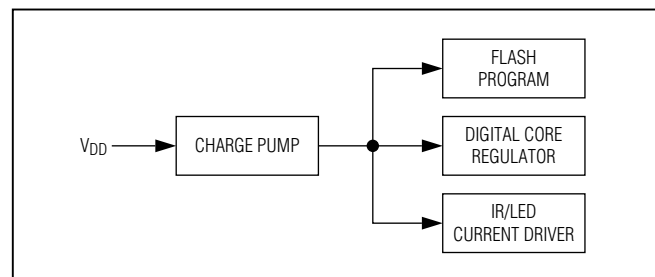 FLASH
PROGRAM
VDD
CHARGE PUMP
DIGITAL CORE
REGULATOR
IR/LED
CURRENT DRIVER